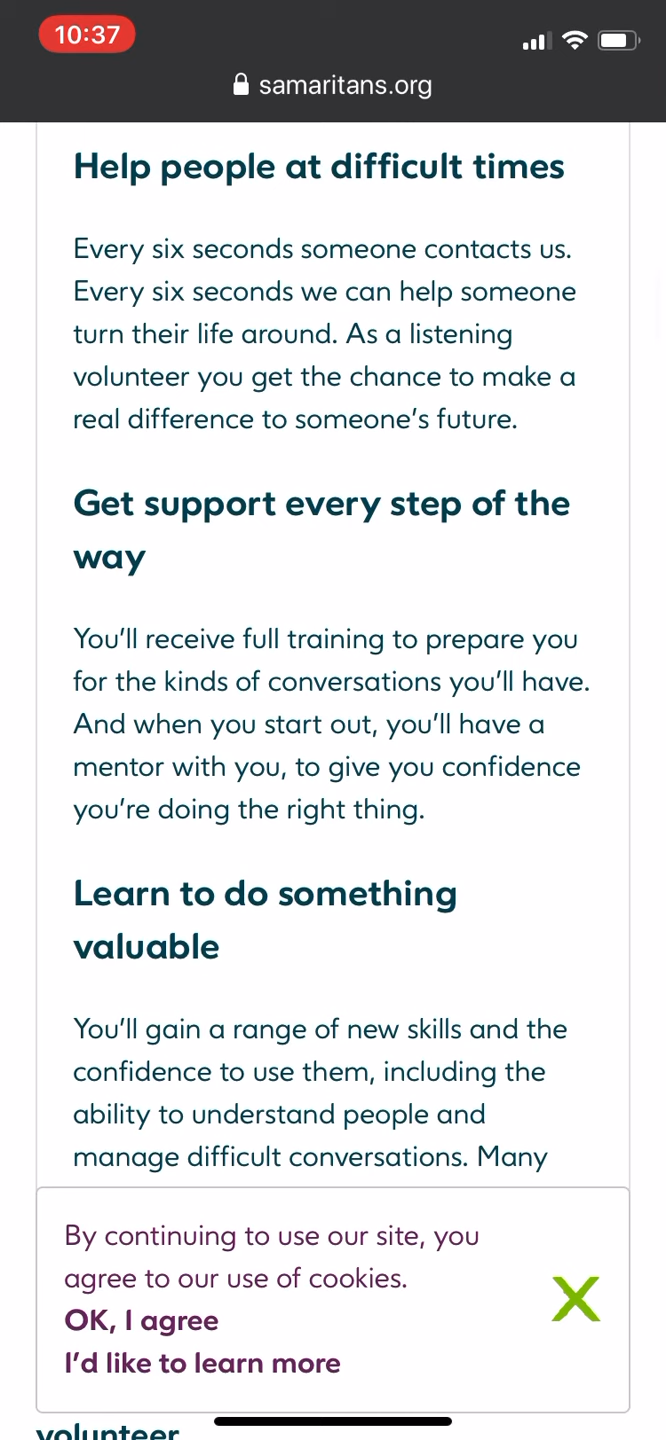 10:37
samaritans.org
Help people at difficult times
Every six seconds someone contacts us.
Every six seconds we can help someone
turn their life around. As a listening
volunteer you get the chance to make a
real difference to someone's future.
Get support every step of the
way
You'll receive full training to prepare you
for the kinds of conversations you'll have.
And when you start out, you'll have a
mentor with you, to give you confidence
you're doing the right thing.
Learn to do something
valuable
You'll gain a range of new skills and the
confidence to use them, including the
ability to understand people and
manage difficult conversations. Many
By continuing to use our site, you
agree to our use of cookies.
OK, I agree
I'd like to learn more
volunteer